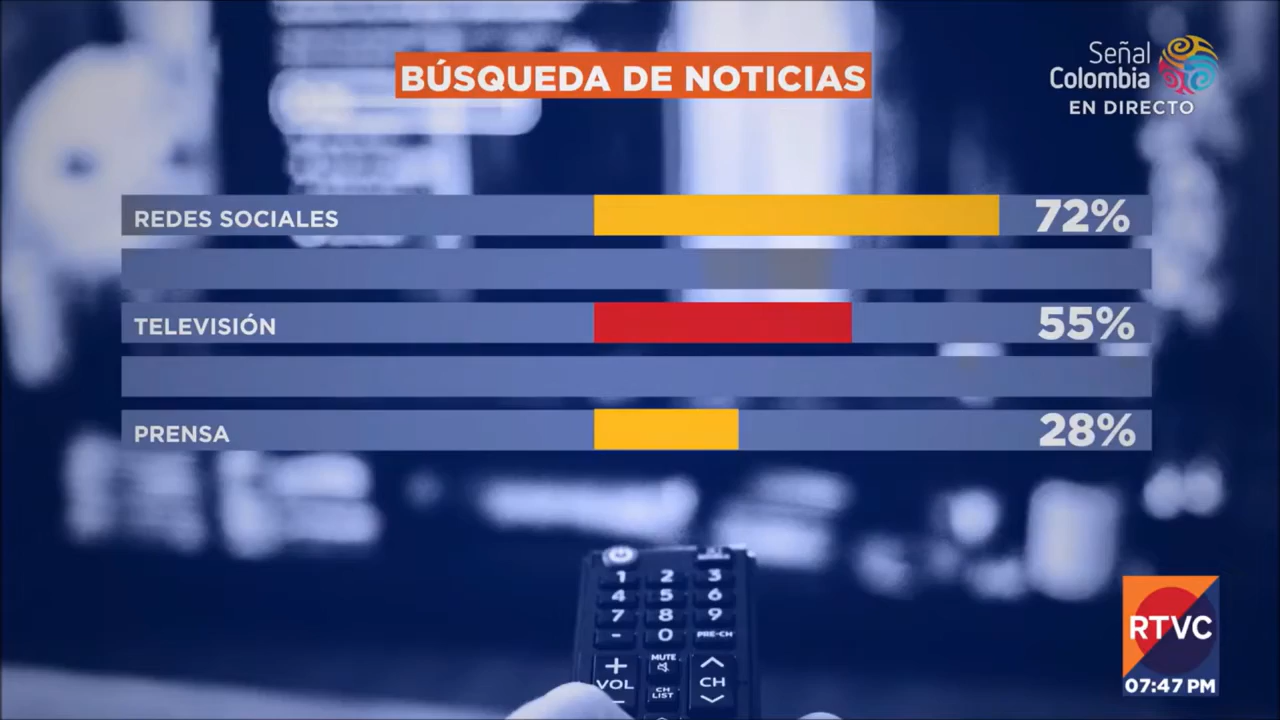 BÚSQUEDA DE NOTICIAS
Señal
Colombia
EN DIRECTO
REDES SOCIALES 72%
TELEVISIÓN 55%
PRENSA 28%
1 2 3
4 5 6
7 8 9
- 0 PRE-CH
+ MUTE
VOL CH LIST CH
-
RTVC
07:47 PM